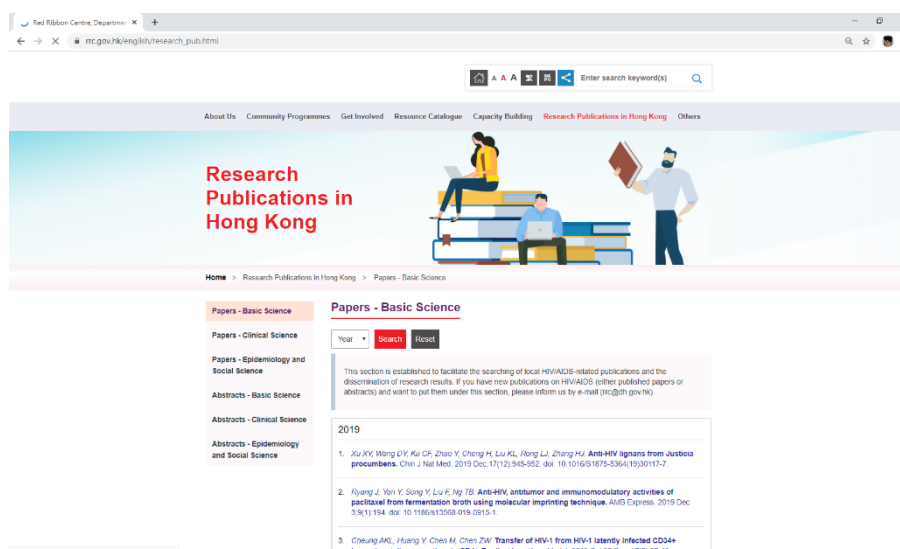 Red Ribbon Centre, Departmen
rrc.gov.hk/english/research_pub.html
A A A 繁 簡 Enter search keyword(s)
About Us Community Programmes Get Involved Resource Catalogue Capacity Building Research Publications in Hong Kong Others
Research
Publications in
Hong Kong
Home > Research Publications in Hong Kong > Papers - Basic Science
Papers - Basic Science
Papers - Clinical Science
Papers - Epidemiology and
Social Science
Abstracts - Basic Science
Abstracts - Clinical Science
Abstracts - Epidemiology
and Social Science
Papers - Basic Science
Year Search Reset
This section is established to facilitate the searching of local HIV/AIDS-related publications and the
dissemination of research results. If you have new publications on HIV/AIDS (either published papers or
abstracts) and want to put them under this section, please inform us by e-mail (rrc@dh.gov.hk).
2019
1. Xu XY, Wang DY, Ku CF, Zhao Y, Cheng H, Liu KL, Rong LJ, Zhang HJ. Anti-HIV lignans from Justicia
procumbens. Chin J Nat Med. 2019 Dec;17(12):945-952. doi: 10.1016/S1875-5364(19)30117-7.
2. Ryang J, Yan Y, Song Y, Liu F, Ng TB. Anti-HIV, antitumor and immunomodulatory activities of
paclitaxel from fermentation broth using molecular imprinting technique. AMB Express. 2019 Dec
3;9(1):194. doi: 10.1186/s13568-019-0915-1.
3. Cheung AKL, Huang Y, Chen M, Chen ZW. Transfer of HIV-1 from HIV-1 latently infected CD34+